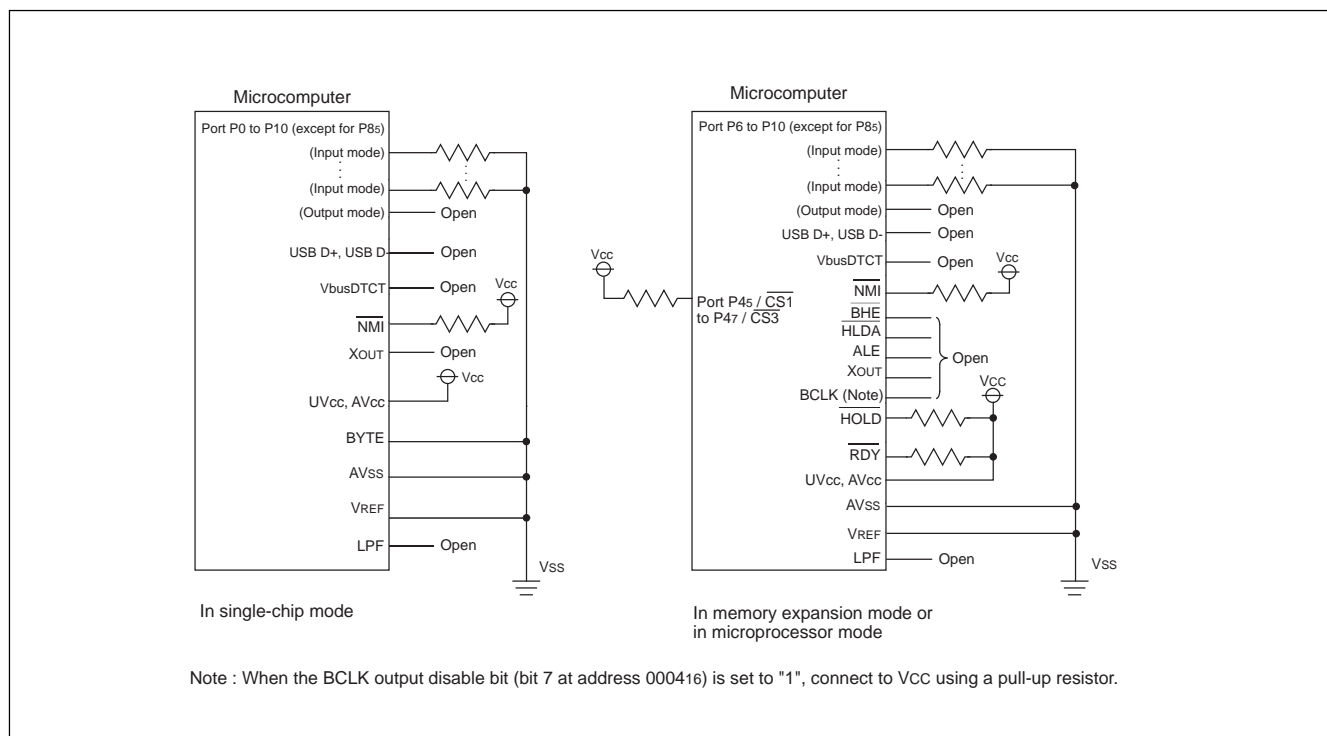 Microcomputer
Port P0 to P10 (except for P85)
(Input mode)
(Input mode)
(Output mode)
Open
USB D+, USB D-
Open
VbusDTCT
Open
Vcc
NMI
XOUT
Open
Vcc
UVcc, AVcc
BYTE
AVss
VREF
LPF
Open
Vss
In single-chip mode
Microcomputer
Port P6 to P10 (except for P85)
(Input mode)
(Input mode)
(Output mode)
Open
USB D+, USB D-
Open
VbusDTCT
Open
Vcc
Vcc
NMI
Port P45 / CS1
to P47 / CS3
BHE
HLDA
ALE
Open
XOUT
BCLK (Note)
VCC
HOLD
RDY
UVcc, AVcc
AVss
VREF
LPF
Open
Vss
In memory expansion mode or
in microprocessor mode
Note : When the BCLK output disable bit (bit 7 at address 000416) is set to "1", connect to VCC using a pull-up resistor.